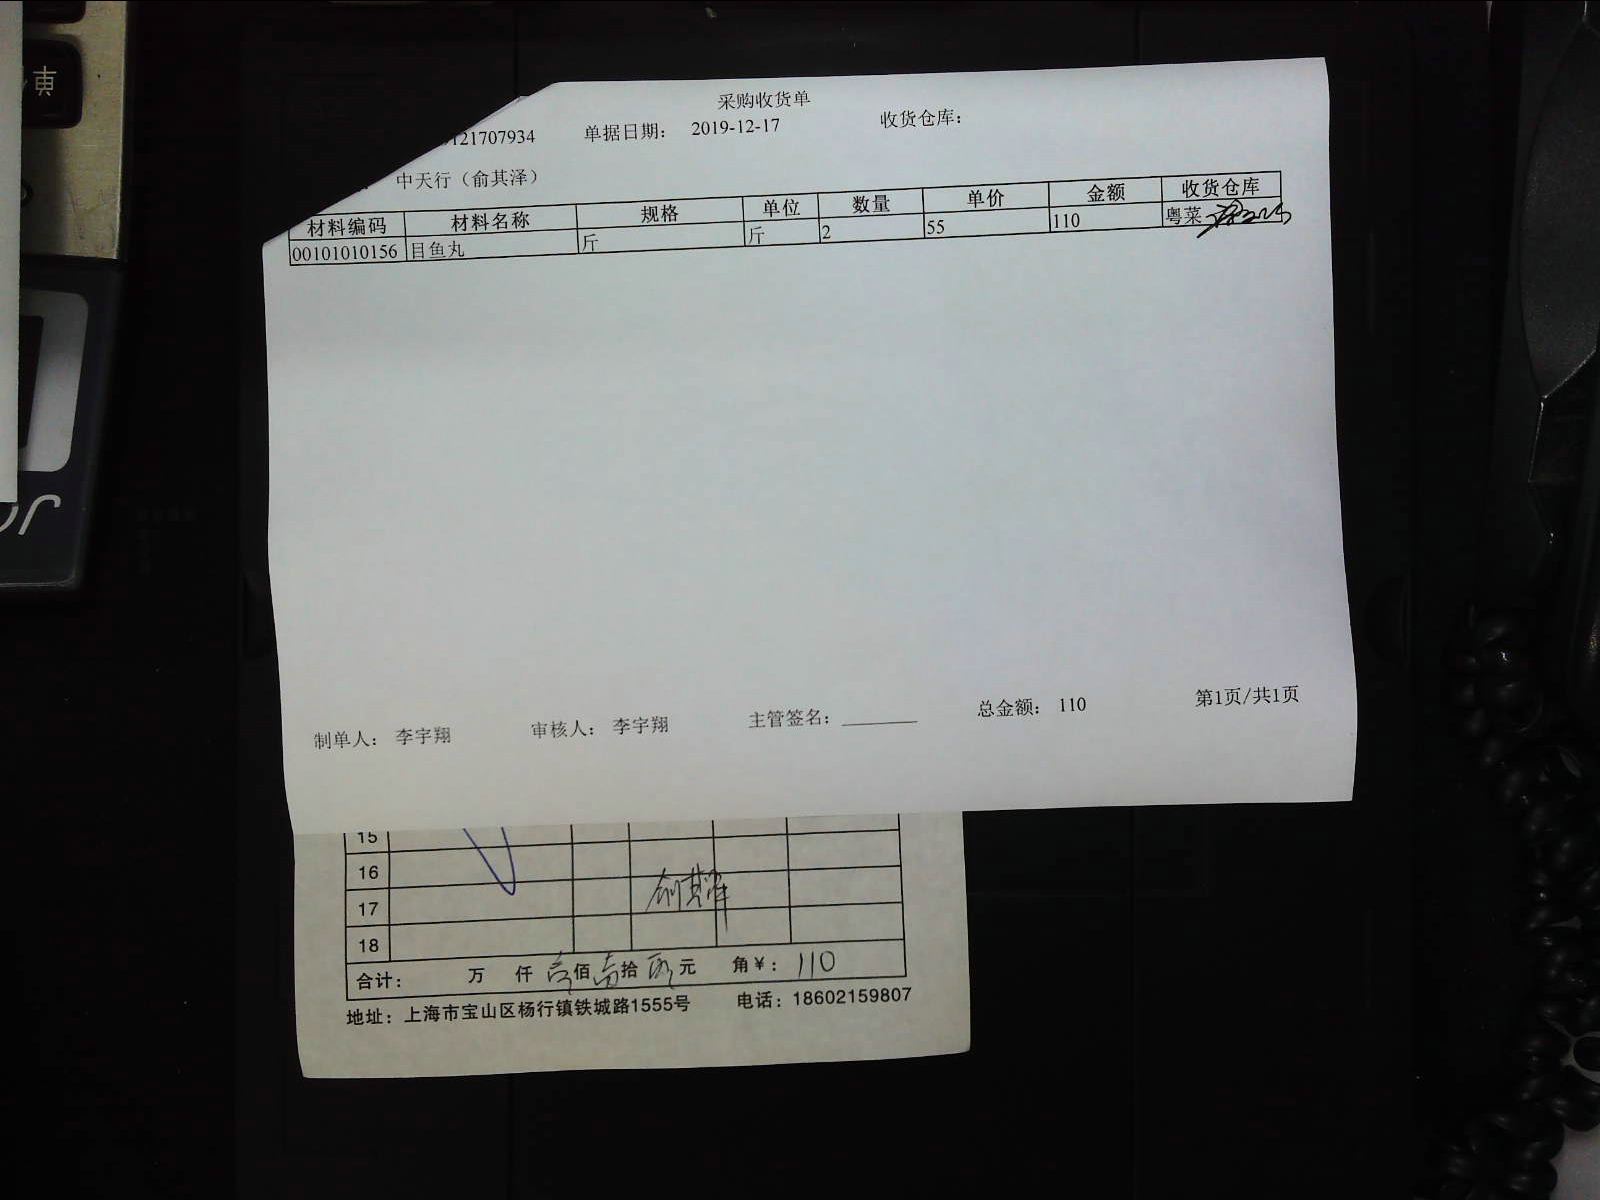 采购收货单
121707934 单据日期： 2019-12-17 收货仓库：
中天行（俞其泽）
材料编码 材料名称 规格 单位 数量 单价 金额 收货仓库
00101010156 目鱼丸 斤 斤 2 55 110 粤菜
制单人： 李宇翔 审核人： 李宇翔 主管签名： 总金额： 110 第1页/共1页
15
16
17
18
合计： 万 仟 壹佰壹拾 元 角￥： 110
地址：上海市宝山区杨行镇铁城路1555号 电话：18602159807